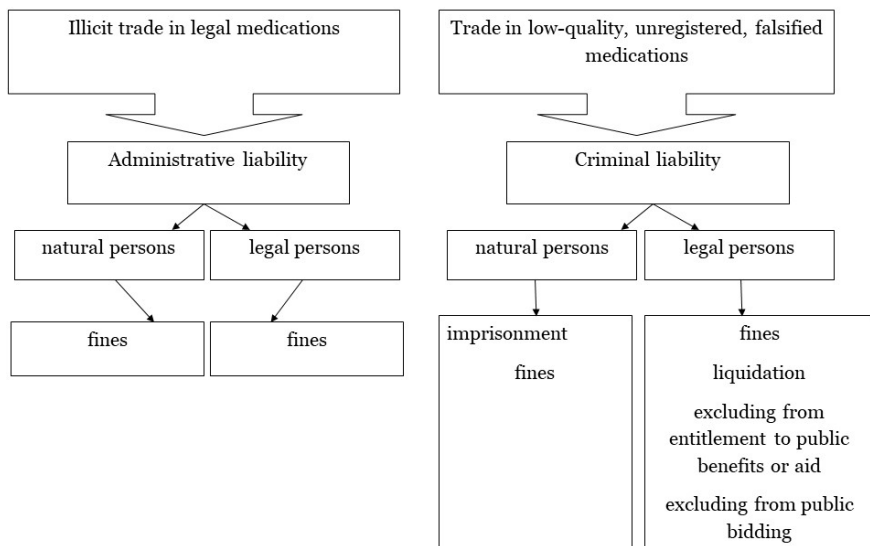 Illicit trade in legal medications
Administrative liability
natural persons
legal persons
fines
fines
Trade in low-quality, unregistered, falsified
medications
Criminal liability
natural persons
legal persons
imprisonment
fines
fines
liquidation
excluding from
entitlement to public
benefits or aid
excluding from public
bidding